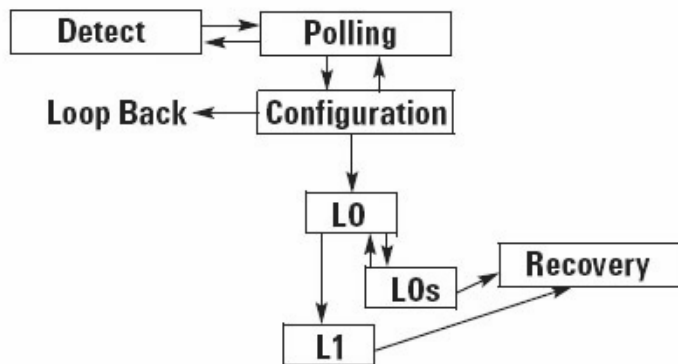 Detect
Polling
Loop Back
Configuration
L0
L0s
Recovery
L1